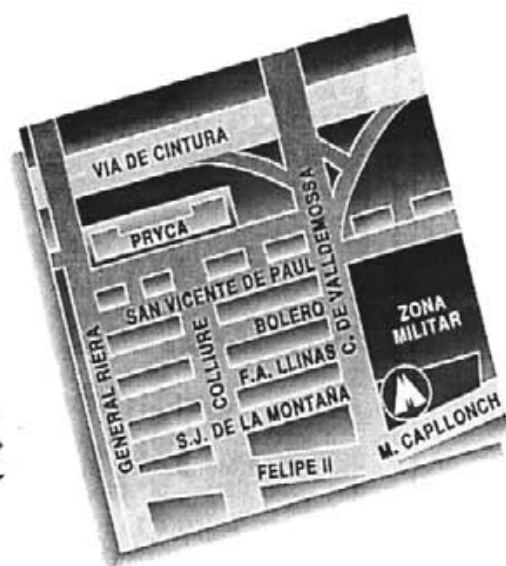 VIA DE CINTURA
PRYCA
SAN VICENTE DE PAUL
C. DE VALLDEMOSSA
BOLERO
ZONA
MILITAR
F.A. LLINAS
GENERAL RIERA
COLLIURE
S.J. DE LA MONTAÑA
M. CAPLLONCH
FELIPE II